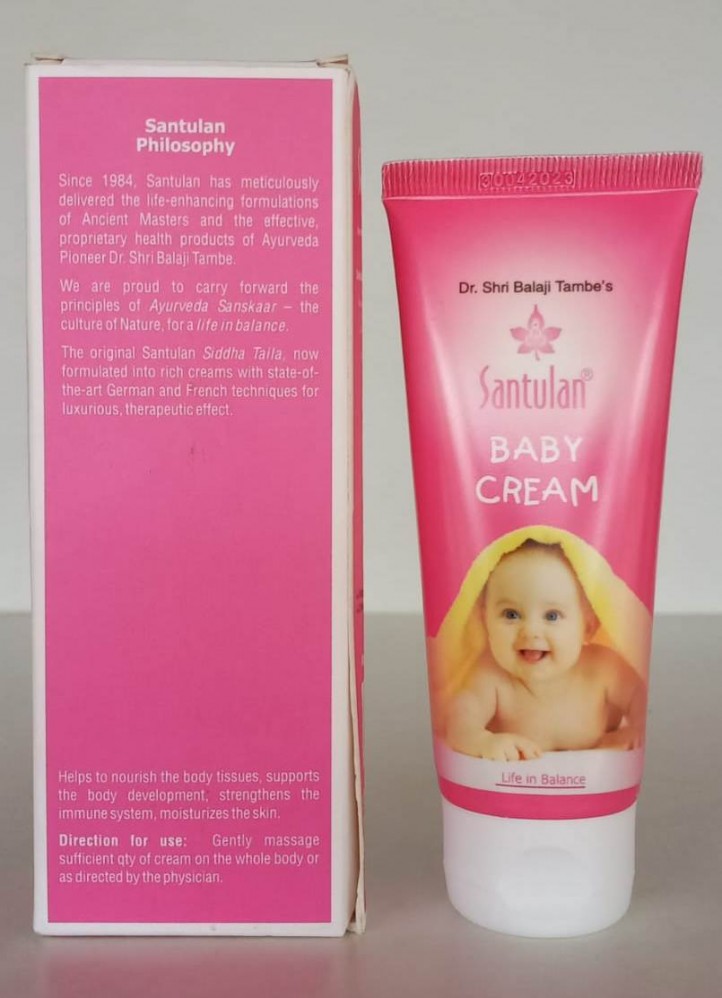 Santulan
Philosophy
Since 1984, Santulan has meticulously
delivered the life-enhancing formulations
of Ancient Masters and the effective,
proprietary health products of Ayurveda
Pioneer Dr. Shri Balaji Tambe.
We are proud to carry forward the
principles of Ayurveda Sanskaar – the
culture of Nature, for a life in balance.
The original Santulan Siddha Taila, now
formulated into rich creams with state-of-
the-art German and French techniques for
luxurious, therapeutic effect.
Helps to nourish the body tissues, supports
the body development, strengthens the
immune system, moisturizes the skin.
Direction for use: Gently massage
sufficient qty of cream on the whole body or
as directed by the physician.
30042023
Dr. Shri Balaji Tambe's
Santulan®
BABY
CREAM
Life in Balance